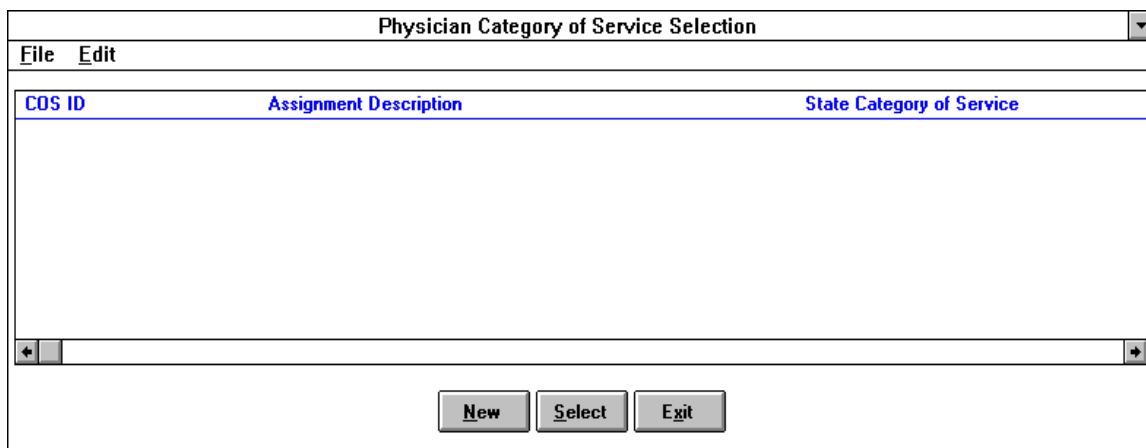 Physician Category of Service Selection
File Edit
COS ID Assignment Description State Category of Service
New Select Exit